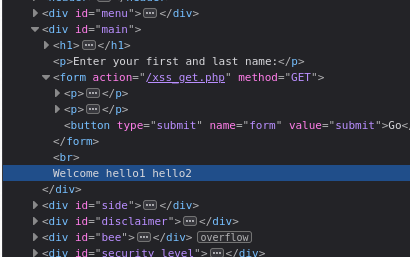 <div id="menu"> ••• </div>
<div id="main">
<h1> ••• </h1>
<p>Enter your first and last name:</p>
<form action="/xss_get.php" method="GET">
<p> ••• </p>
<p> ••• </p>
<button type="submit" name="form" value="submit">Go<
</form>
<br>
Welcome hello1 hello2
</div>
<div id="side"> ••• </div>
<div id="disclaimer"> ••• </div>
<div id="bee"> ••• </div> overflow
<div id="security_level"> ••• </div>